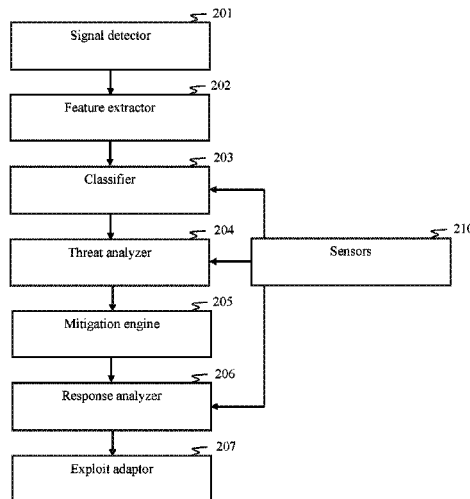 201
Signal detector
202
Feature extractor
203
Classifier
204
Threat analyzer
210
Sensors
205
Mitigation engine
206
Response analyzer
207
Exploit adaptor